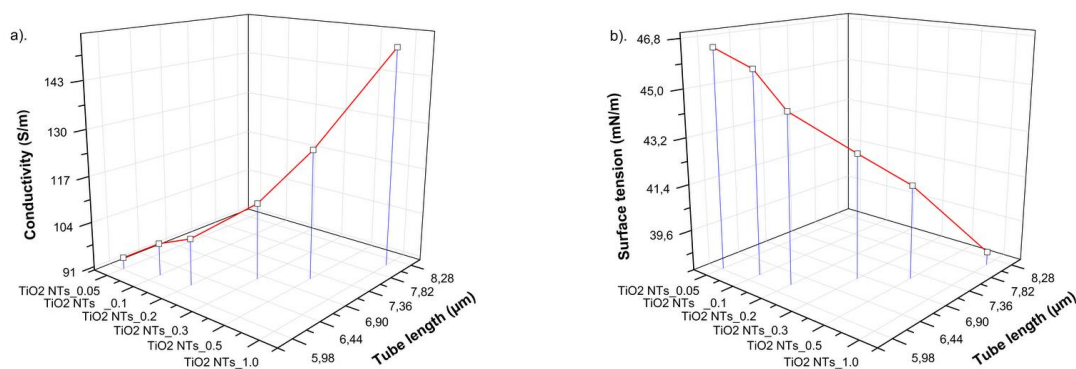 a).
Conductivity (S/m)
143
130
117
104
91
TiO2 NTs_0.05
TiO2 NTs _0.1
TiO2 NTs_0.2
TiO2 NTs_0.3
TiO2 NTs_0.5
TiO2 NTs_1.0
5,98
6,44
6,90
7,36
7,82
8,28
Tube length (µm)
b).
Surface tension (mN/m)
46,8
45,0
43,2
41,4
39,6
TiO2 NTs_0.05
TiO2 NTs _0.1
TiO2 NTs_0.2
TiO2 NTs_0.3
TiO2 NTs_0.5
TiO2 NTs_1.0
5,98
6,44
6,90
7,36
7,82
8,28
Tube length (µm)